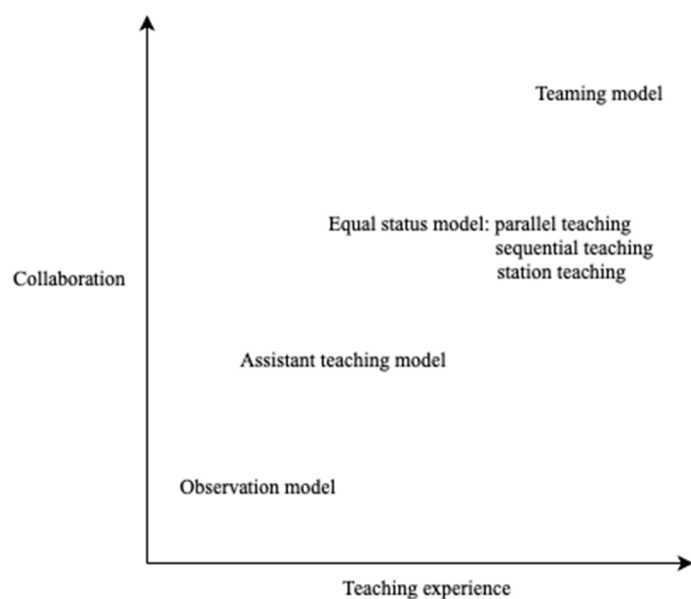 Teaming model
Equal status model: parallel teaching
sequential teaching
station teaching
Collaboration
Assistant teaching model
Observation model
Teaching experience